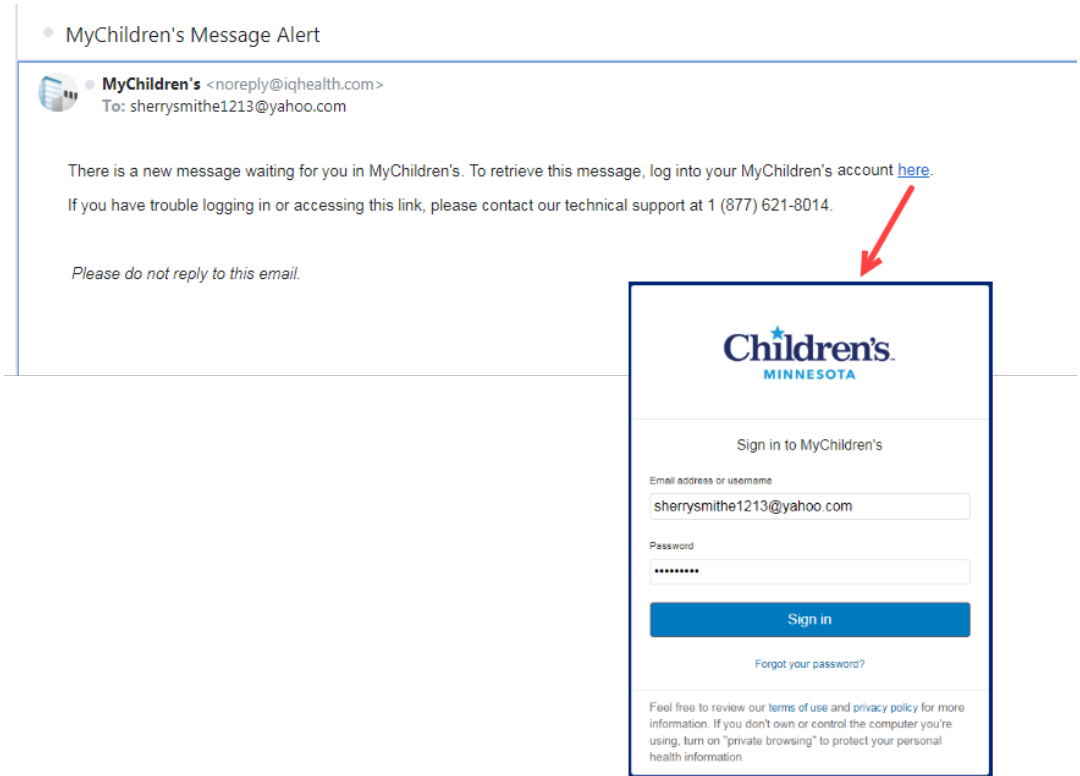 MyChildren's Message Alert
MyChildren's <noreply@iqhealth.com>
To: sherrysmithe1213@yahoo.com
There is a new message waiting for you in MyChildren's. To retrieve this message, log into your MyChildren's account here.
If you have trouble logging in or accessing this link, please contact our technical support at 1 (877) 621-8014.
Please do not reply to this email.
Children's
MINNESOTA
Sign in to MyChildren's
Email address or username
sherrysmithe1213@yahoo.com
Password
•••••••••
Sign in
Forgot your password?
Feel free to review our terms of use and privacy policy for more
information. If you don't own or control the computer you're
using, turn on "private browsing" to protect your personal
health information.